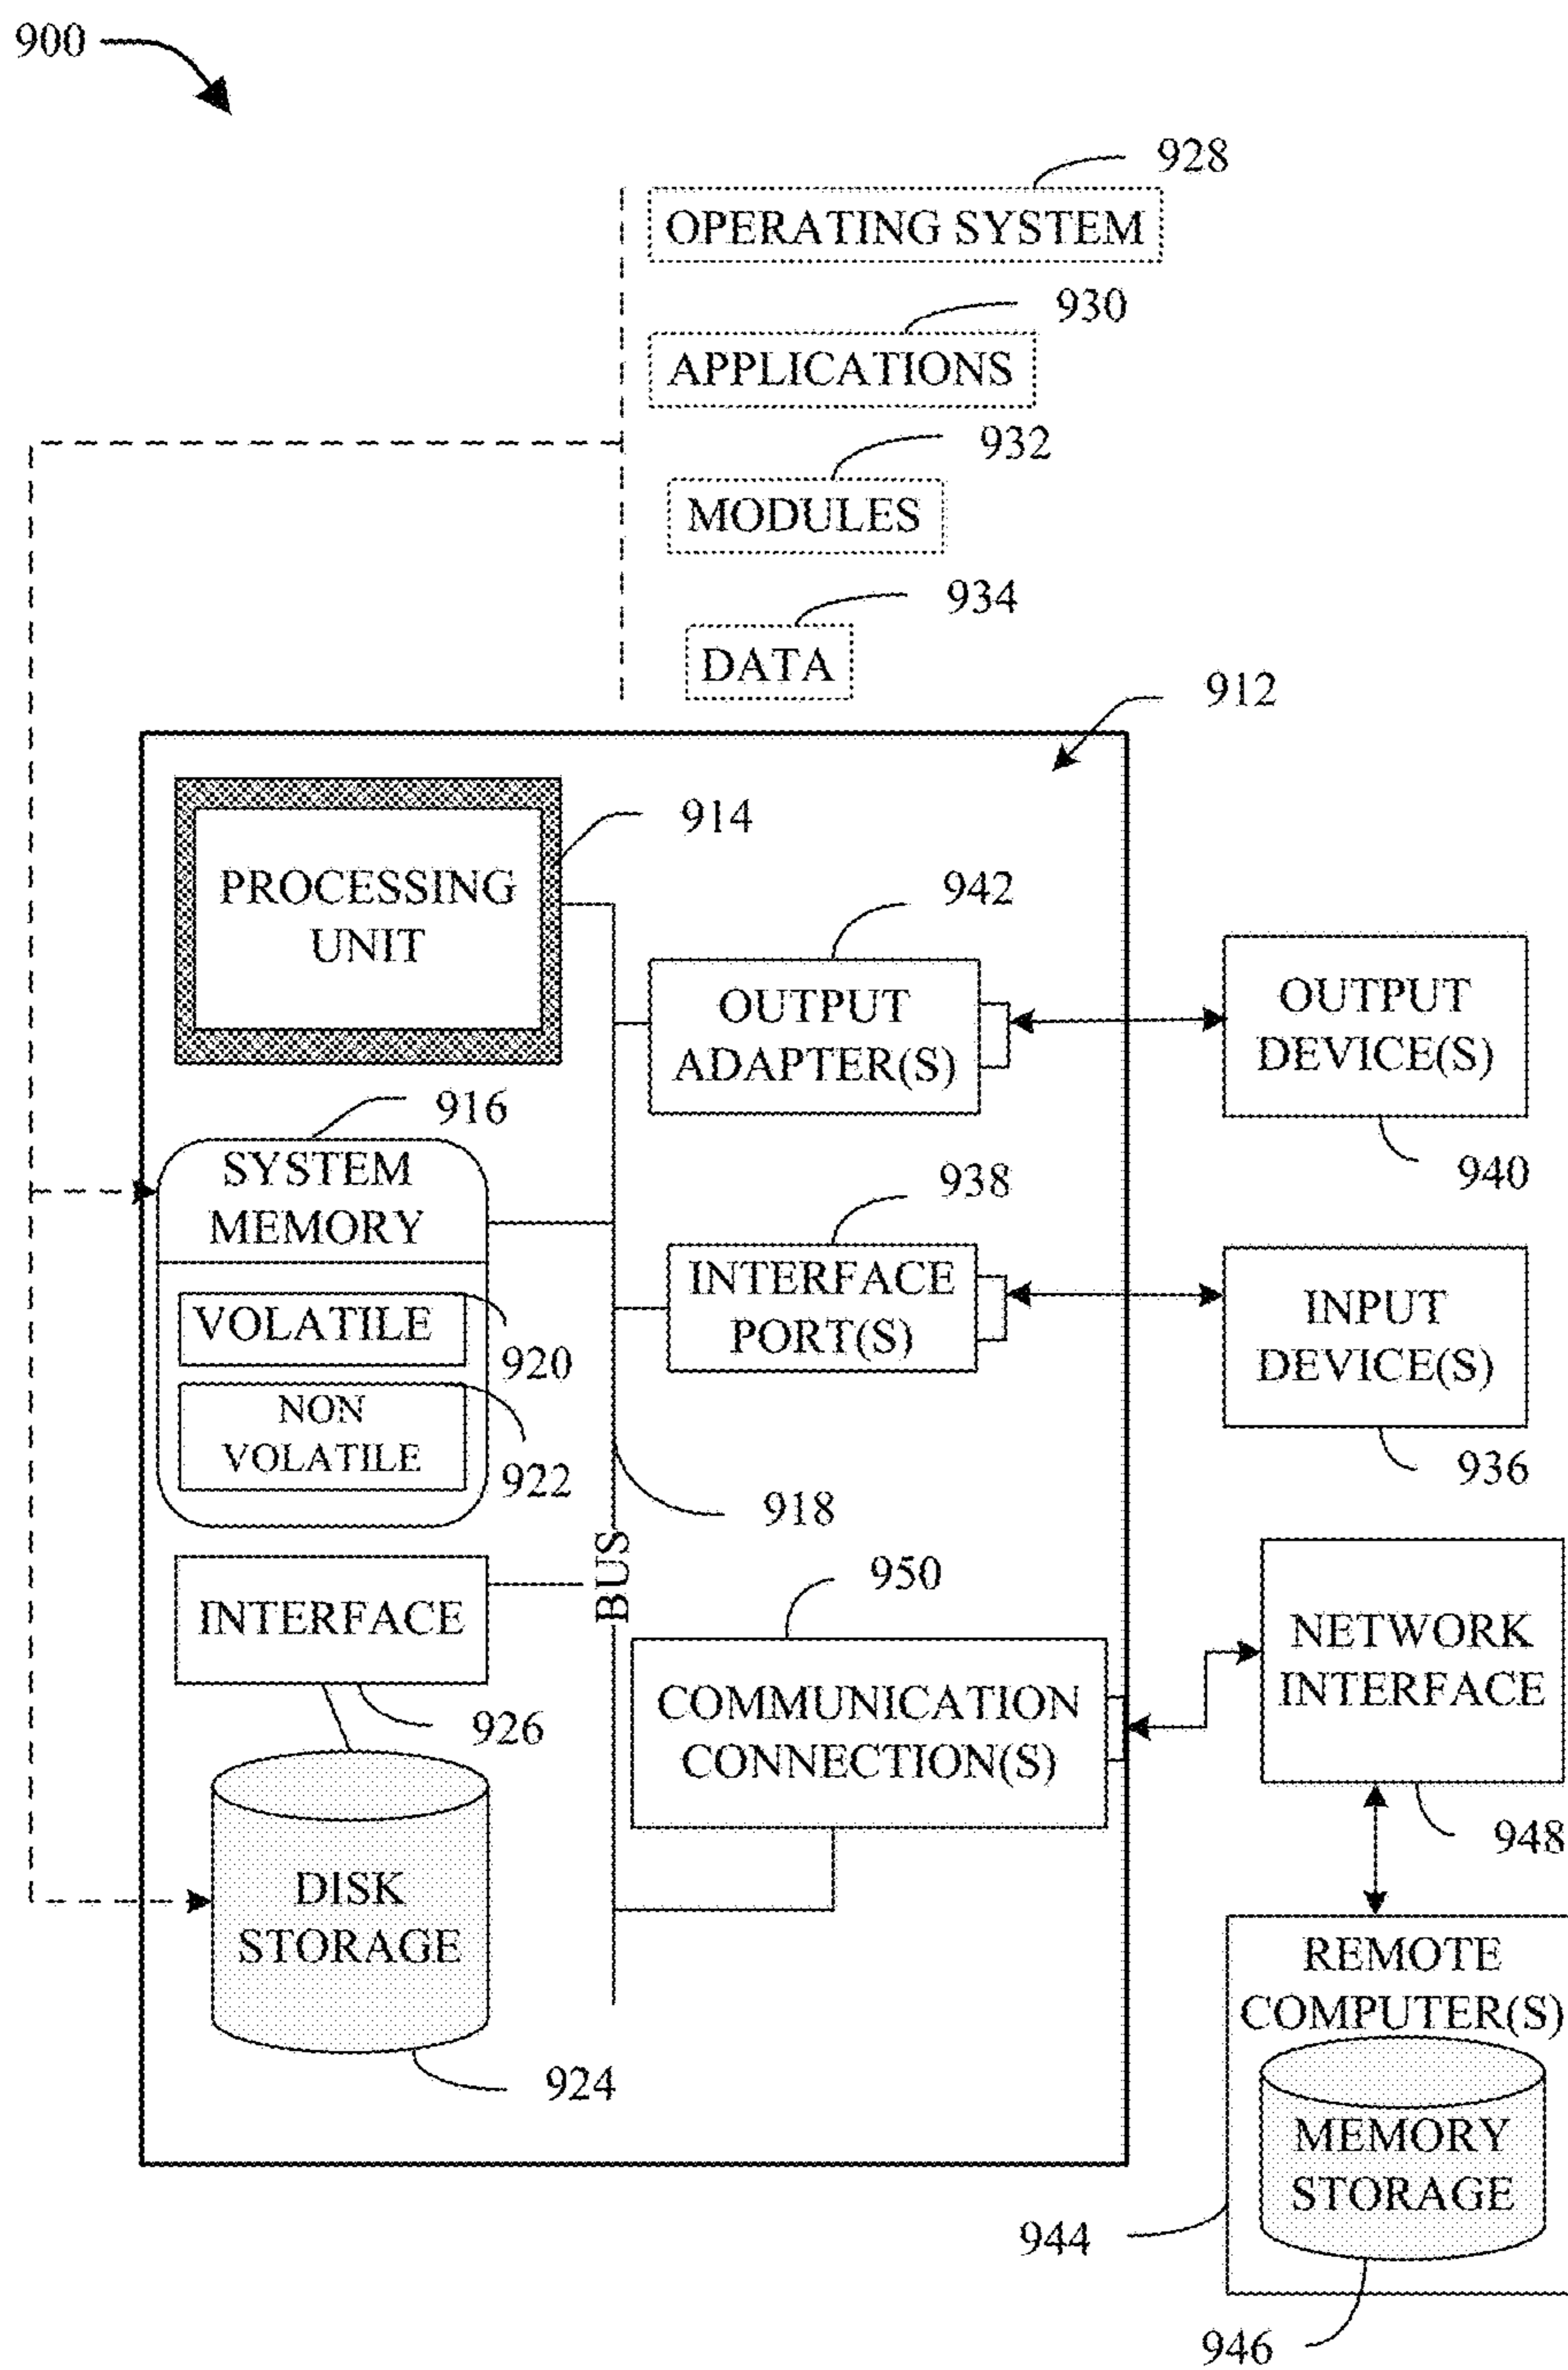 900
928
OPERATING SYSTEM
930
APPLICATIONS
932
MODULES
934
DATA
912
914
PROCESSING
UNIT
942
OUTPUT
ADAPTER(S)
OUTPUT
DEVICE(S)
940
916
SYSTEM
MEMORY
VOLATILE
920
NON
VOLATILE
922
938
INTERFACE
PORT(S)
INPUT
DEVICE(S)
936
918
BUS
INTERFACE
926
950
COMMUNICATION
CONNECTION(S)
NETWORK
INTERFACE
948
DISK
STORAGE
924
REMOTE
COMPUTER(S)
MEMORY
STORAGE
944
946